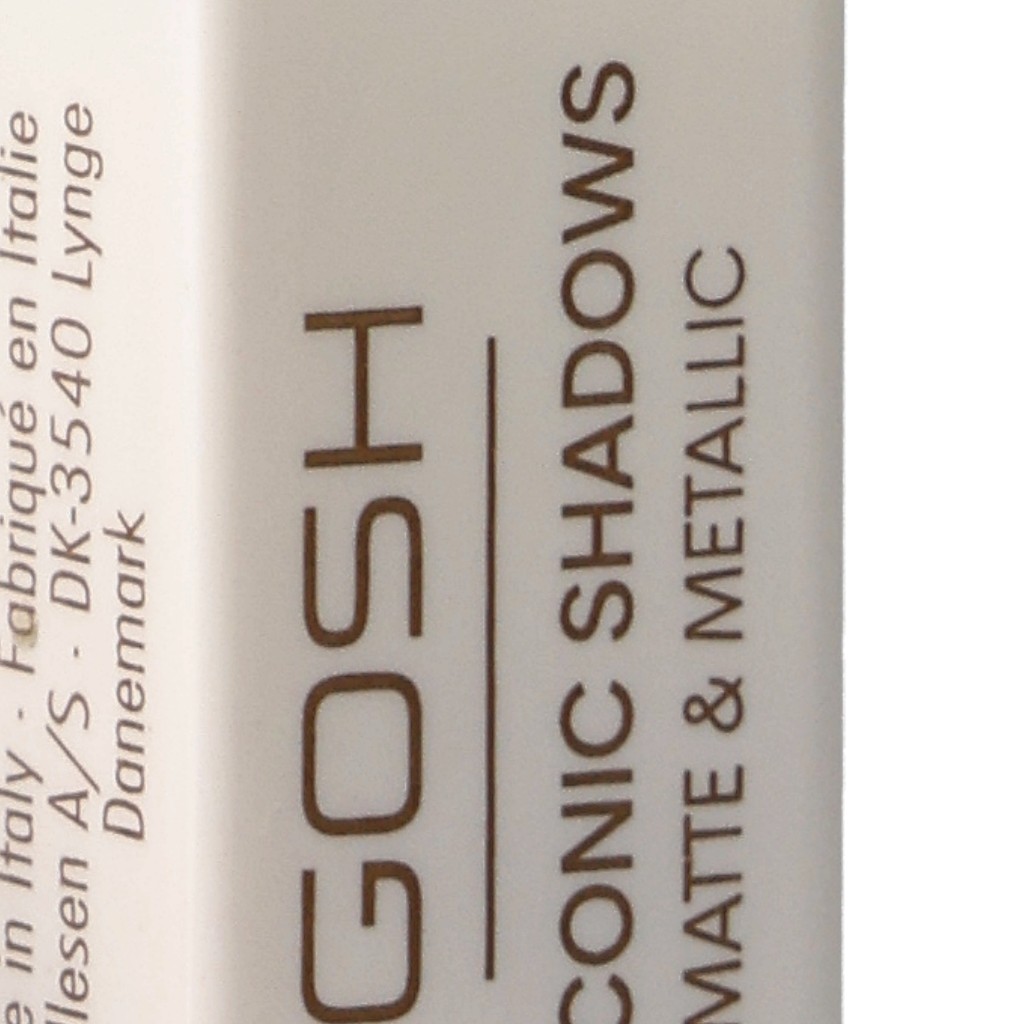 in Italy · Fabriqué en Italie
llesen A/S · DK-3540 Lynge
Danemark
GOSH
CONIC SHADOWS
MATTE & METALLIC